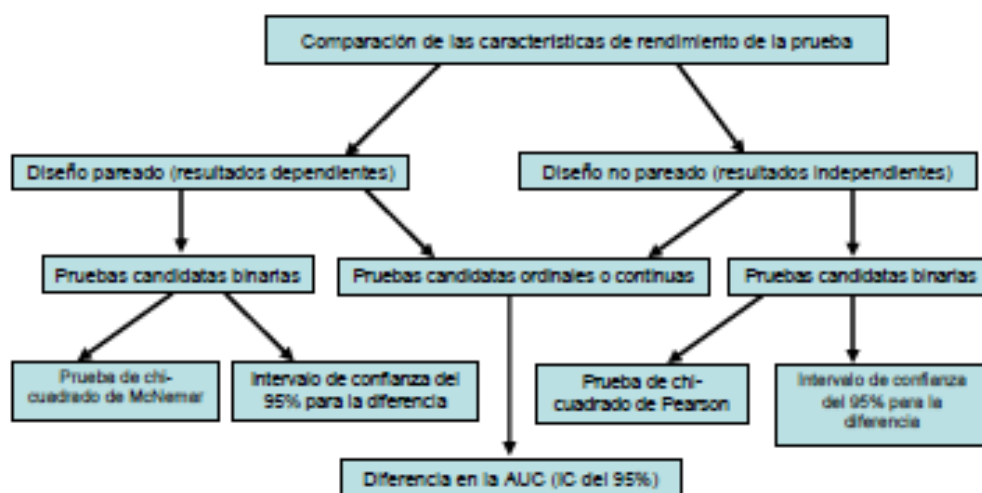 Comparación de las características de rendimiento de la prueba
Diseño pareado (resultados dependientes)
Diseño no pareado (resultados independientes)
Pruebas candidatas binarias
Pruebas candidatas ordinales o continuas
Pruebas candidatas binarias
Prueba de chi-
cuadrado de McNemar
Intervalo de confianza del
95% para la diferencia
Prueba de chi-
cuadrado de Pearson
Intervalo de confianza
del 95% para la
diferencia
Diferencia en la AUC (IC del 95%)